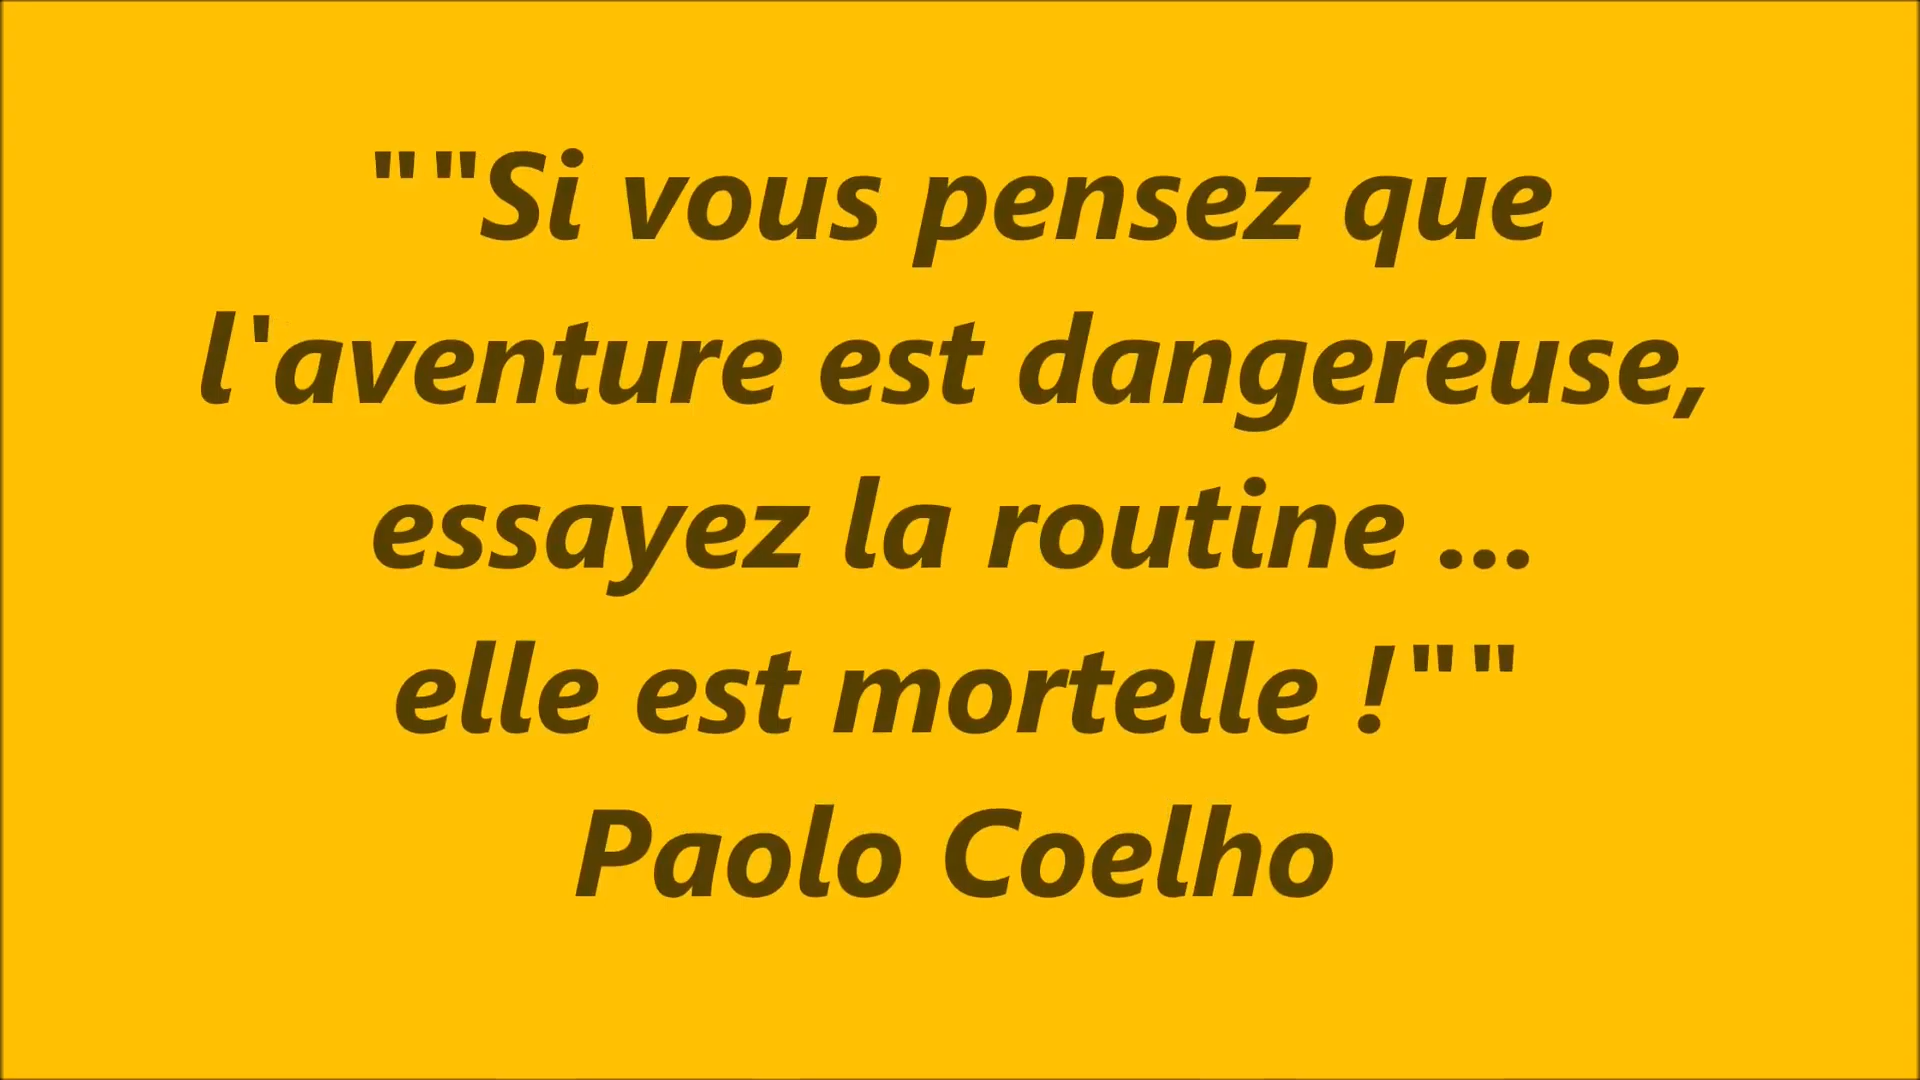 ""Si vous pensez que
l'aventure est dangereuse,
essayez la routine ...
elle est mortelle !""
Paolo Coelho